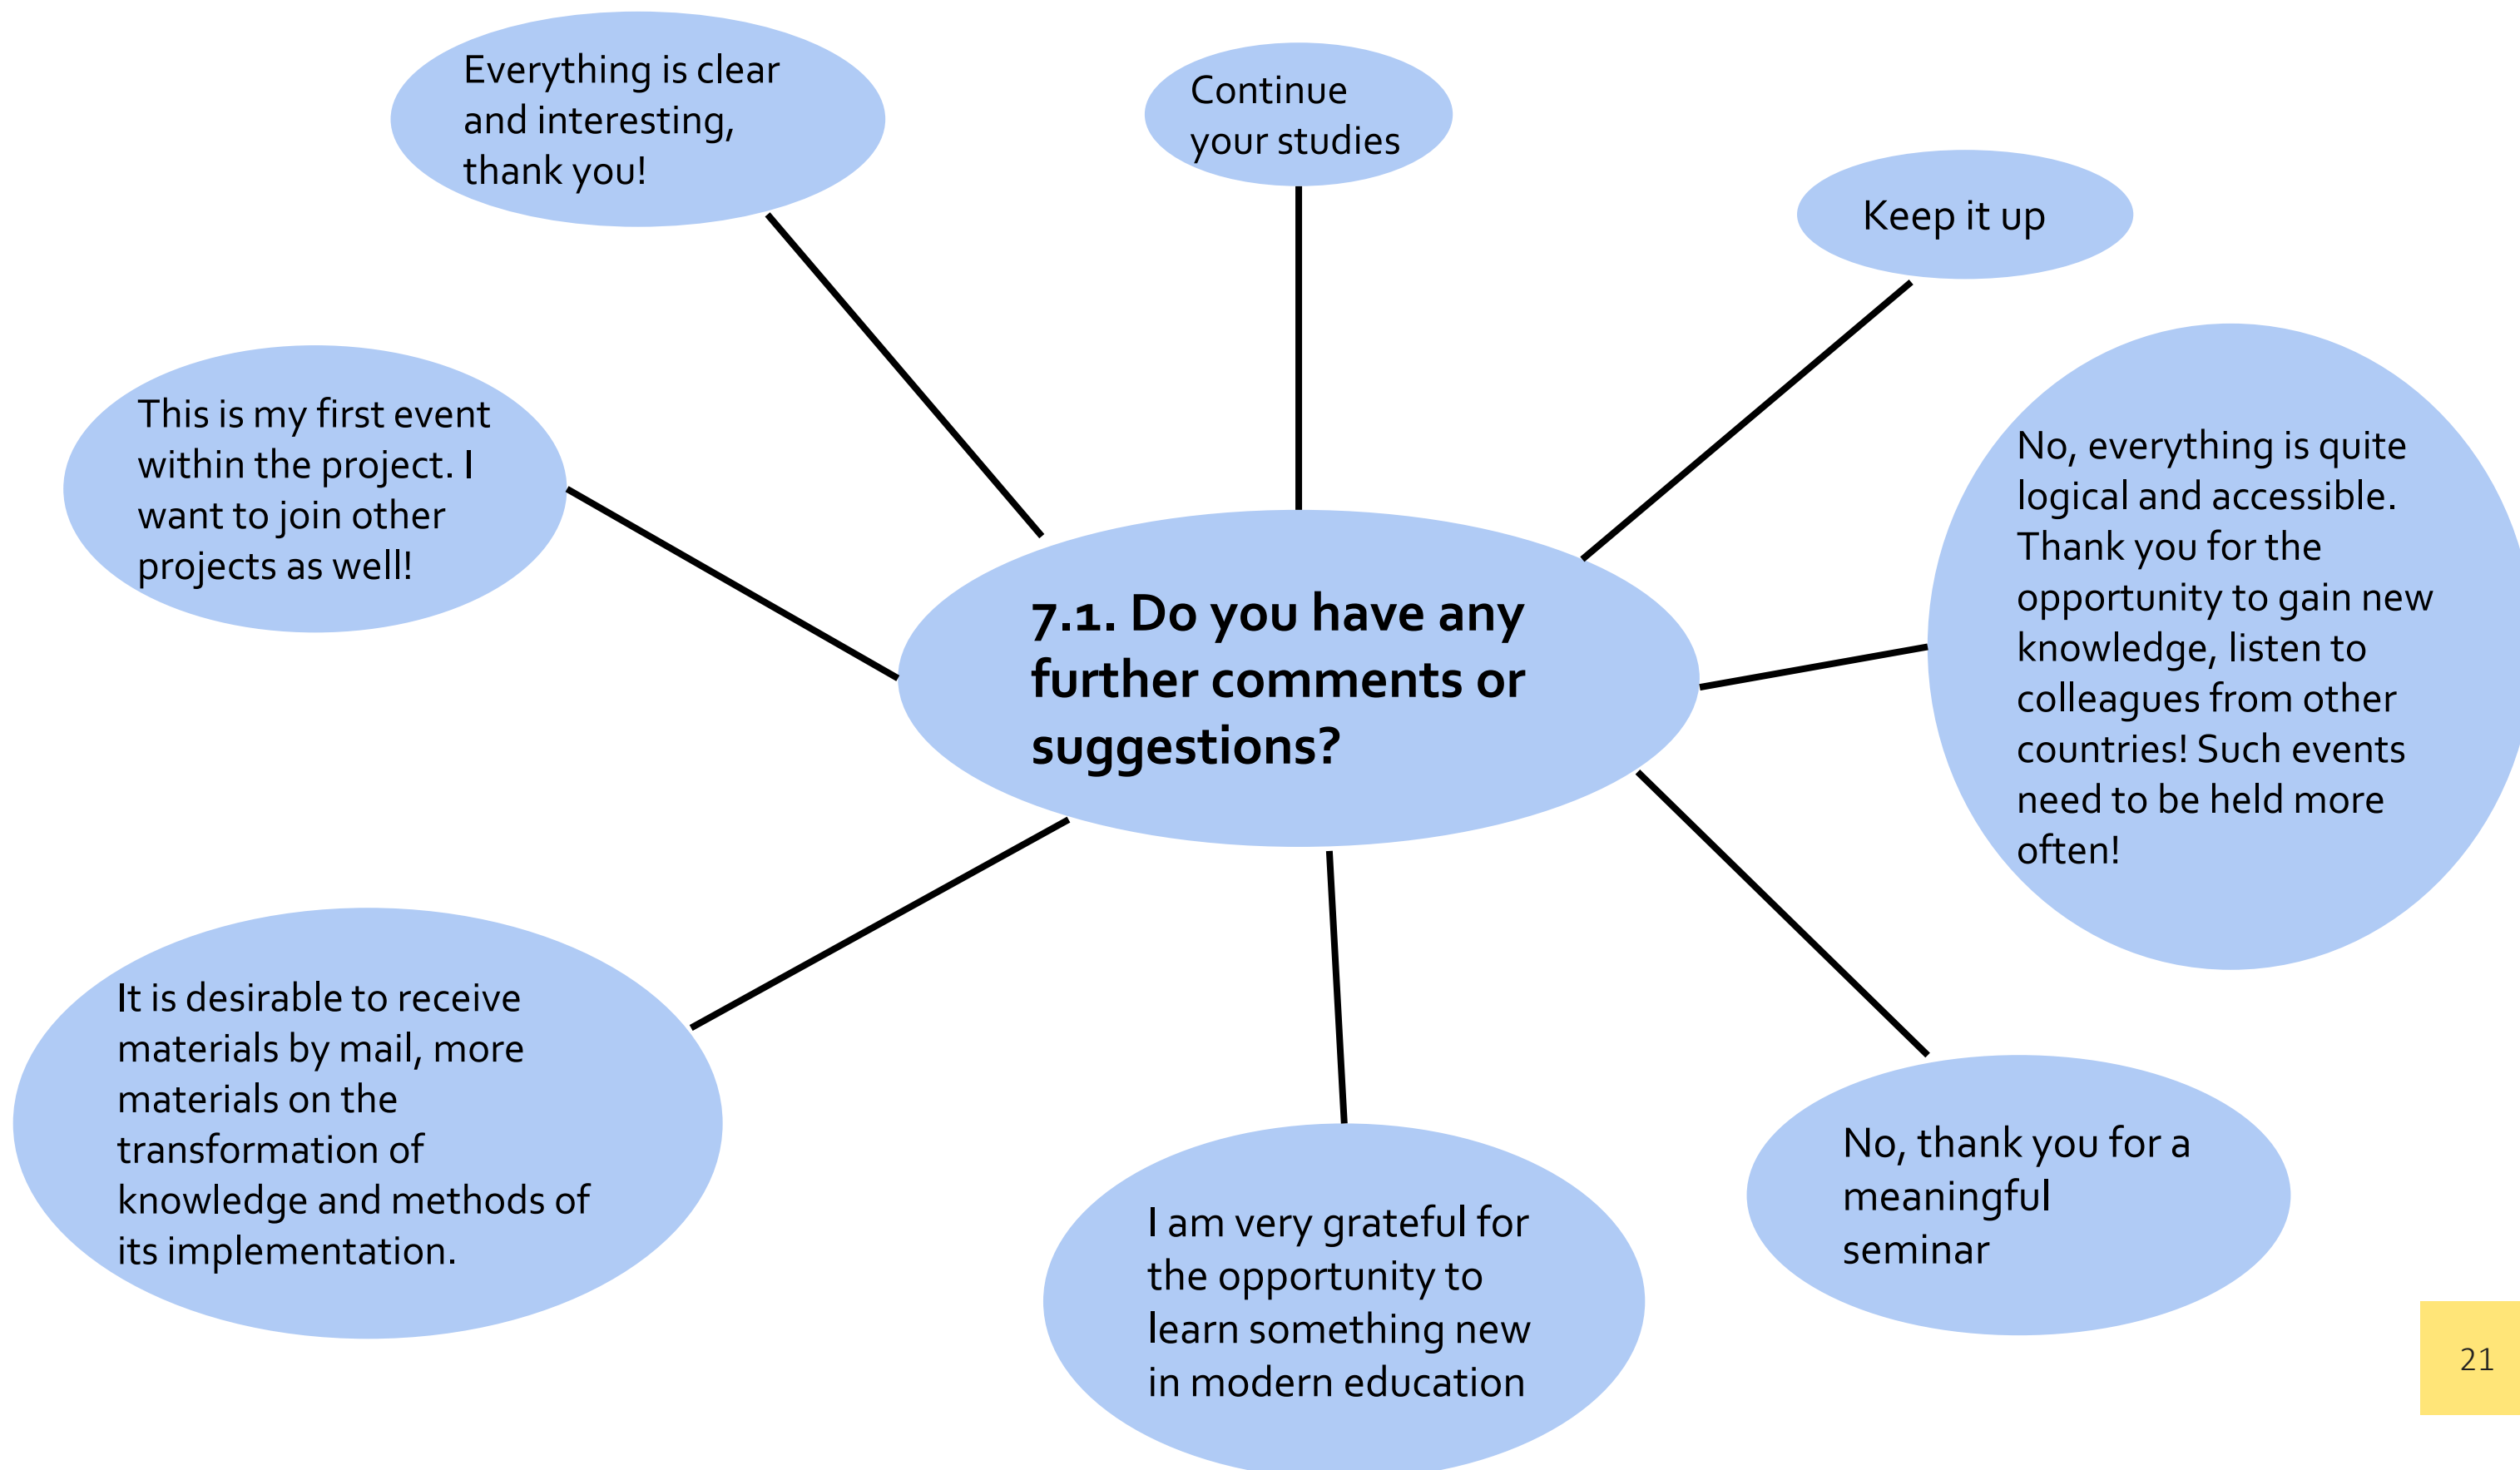 Everything is clear
and interesting,
thank you!
Continue
your studies
Keep it up
This is my first event
within the project. I
want to join other
projects as well!
No, everything is quite
logical and accessible.
Thank you for the
opportunity to gain new
knowledge, listen to
colleagues from other
countries! Such events
need to be held more
often!
7.1. Do you have any
further comments or
suggestions?
It is desirable to receive
materials by mail, more
materials on the
transformation of
knowledge and methods of
its implementation.
I am very grateful for
the opportunity to
learn something new
in modern education
No, thank you for a
meaningful
seminar
21